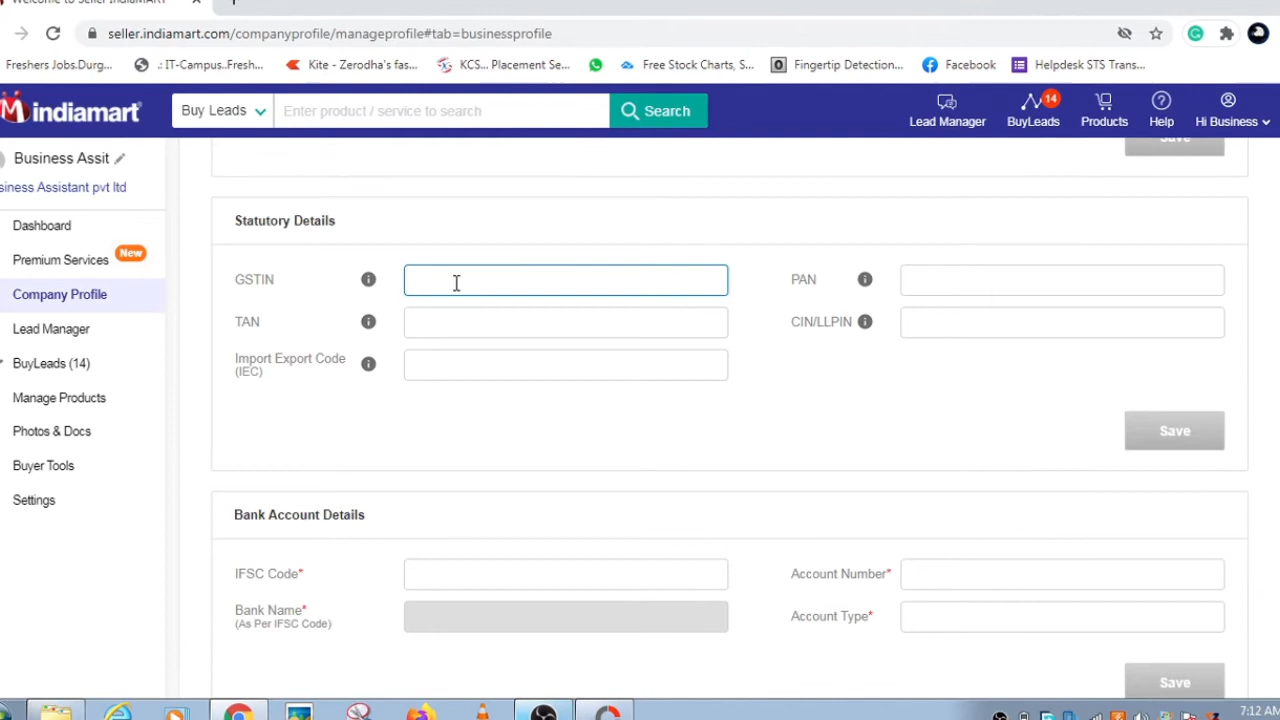 Welcome to Seller IndiaMART
seller.indiamart.com/companyprofile/manageprofile#tab=businessprofile
Freshers Jobs.Durg... .: IT-Campus..Fresh... Kite - Zerodha's fas... KCS... Placement Se... Free Stock Charts, S... Fingertip Detection... Facebook Helpdesk STS Trans...
indiamart Buy Leads Enter product / service to search Search Lead Manager 14 BuyLeads Products Help Hi Business
Business Assit
siness Assistant pvt ltd
Dashboard
Premium Services New
Company Profile
Lead Manager
BuyLeads (14)
Manage Products
Photos & Docs
Buyer Tools
Settings
Save
Statutory Details
GSTIN PAN
TAN CIN/LLPIN
Import Export Code
(IEC)
Save
Bank Account Details
IFSC Code* Account Number*
Bank Name* Account Type*
(As Per IFSC Code)
Save
7:12 AM